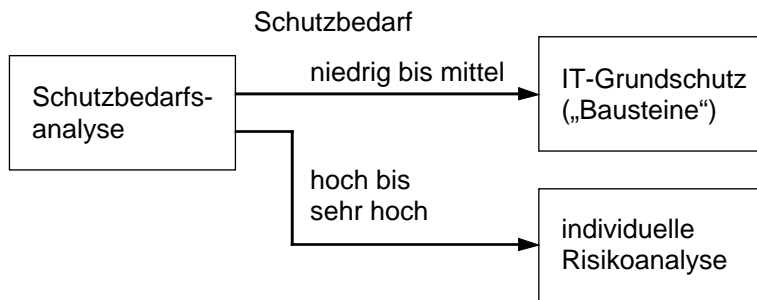 Schutzbedarf
Schutzbedarfs-
analyse
niedrig bis mittel
IT-Grundschutz
(„Bausteine“)
hoch bis
sehr hoch
individuelle
Risikoanalyse